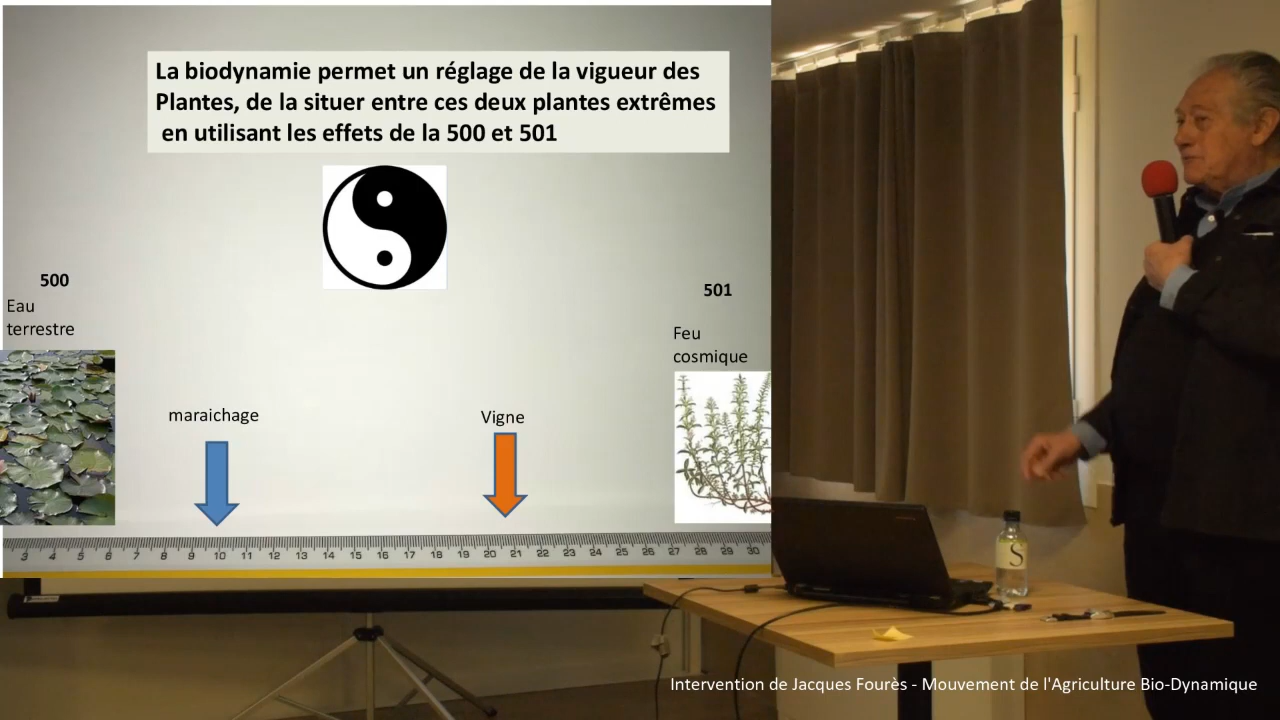 La biodynamie permet un réglage de la vigueur des
Plantes, de la situer entre ces deux plantes extrêmes
en utilisant les effets de la 500 et 501
500
Eau
terrestre
501
Feu
cosmique
maraichage
Vigne
3 4 5 6 7 8 9 10 11 12 13 14 15 16 17 18 19 20 21 22 23 24 25 26 27 28 29 30
S
Intervention de Jacques Fourès - Mouvement de l'Agriculture Bio-Dynamique